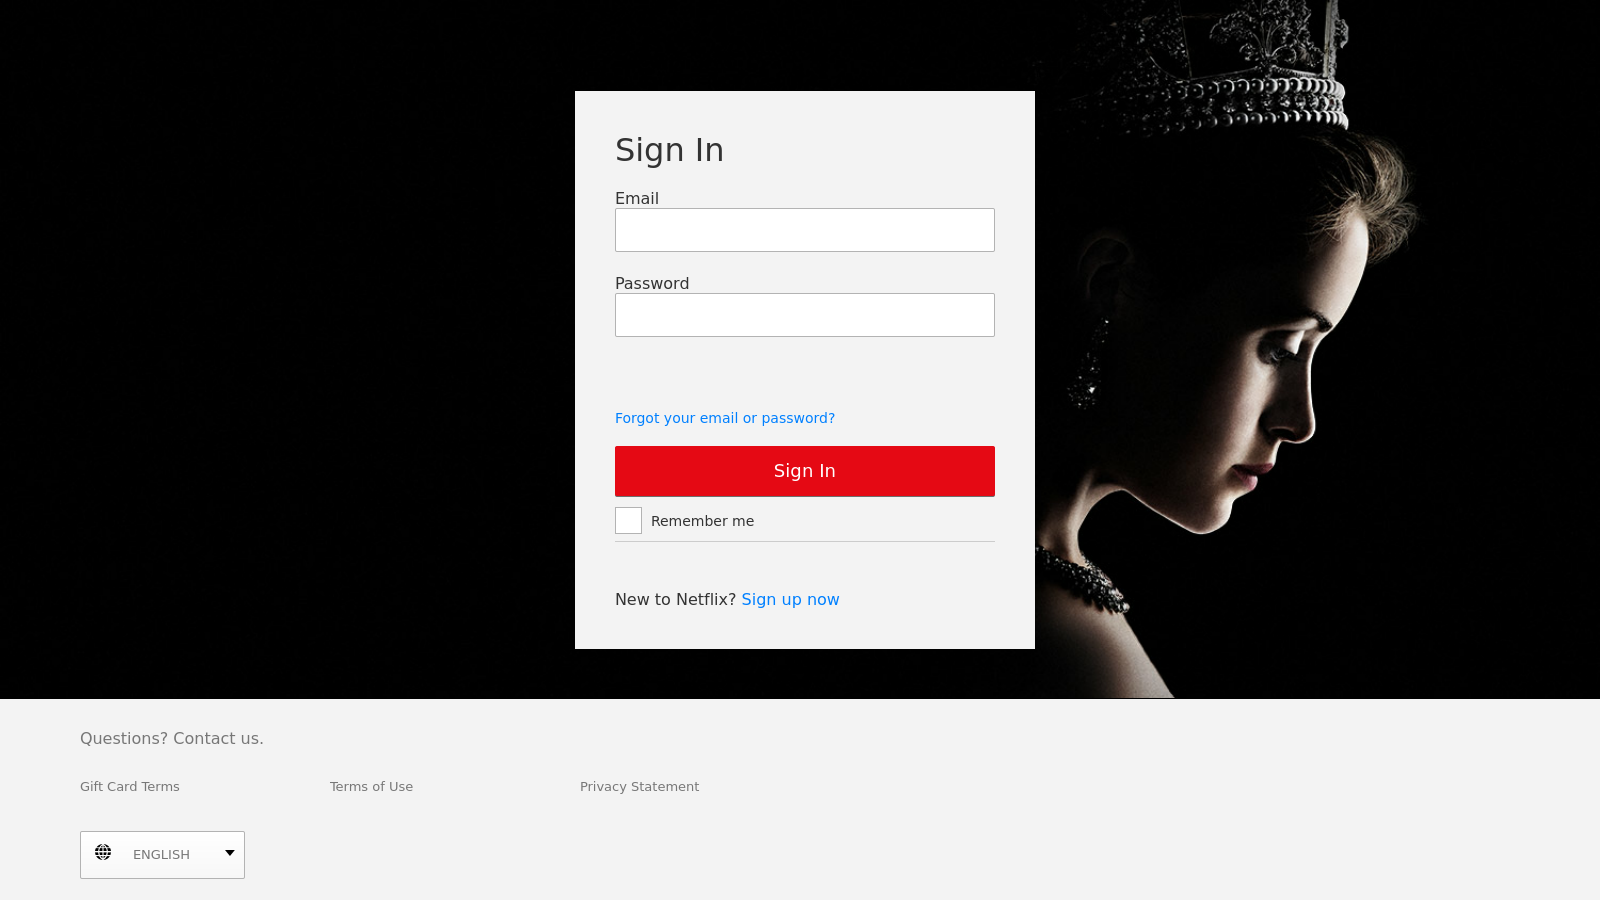 Sign In
Email
Password
Forgot your email or password?
Sign In
Remember me
New to Netflix? Sign up now
Questions? Contact us.
Gift Card Terms
Terms of Use
Privacy Statement
ENGLISH